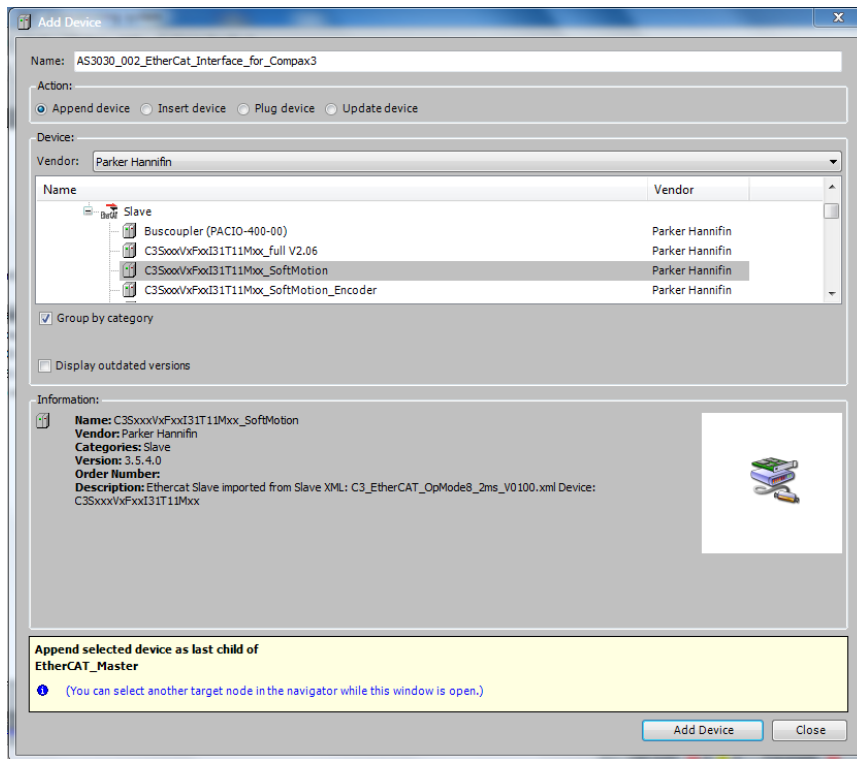 Add Device
Name: AS3030_002_EtherCat_Interface_for_Compax3
Action:
Append device Insert device Plug device Update device
Device:
Vendor: Parker Hannifin
Name Vendor
Slave
Buscoupler (PACIO-400-00) Parker Hannifin
C3SxxxVxFxxI31T11Mxx_full V2.06 Parker Hannifin
C3SxxxVxFxxI31T11Mxx_SoftMotion Parker Hannifin
C3SxxxVxFxxI31T11Mxx_SoftMotion_Encoder Parker Hannifin
Group by category
Display outdated versions
Information:
Name: C3SxxxVxFxxI31T11Mxx_SoftMotion
Vendor: Parker Hannifin
Categories: Slave
Version: 3.5.4.0
Order Number:
Description: Ethercat Slave imported from Slave XML: C3_EtherCAT_OpMode8_2ms_V0100.xml Device:
C3SxxxVxFxxI31T11Mxx
Append selected device as last child of
EtherCAT_Master
(You can select another target node in the navigator while this window is open.)
Add Device Close